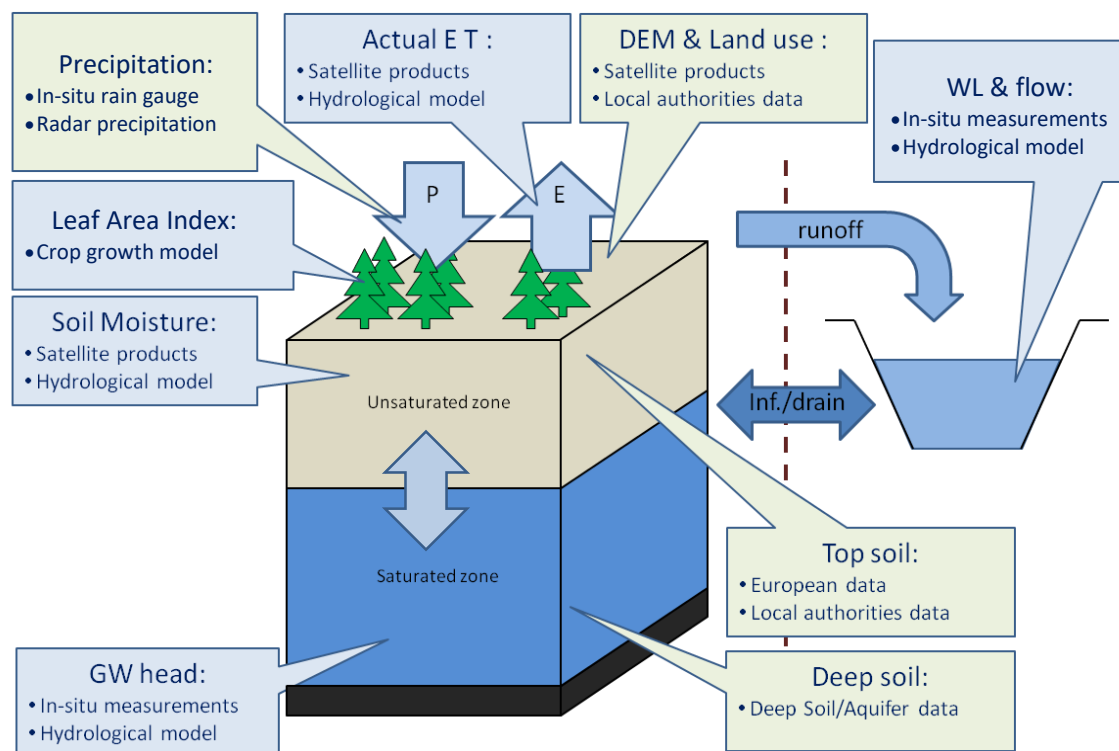 Precipitation:
• In-situ rain gauge
• Radar precipitation
Actual E T :
• Satellite products
• Hydrological model
DEM & Land use :
• Satellite products
• Local authorities data
WL & flow:
• In-situ measurements
• Hydrological model
Leaf Area Index:
• Crop growth model
P
E
runoff
Soil Moisture:
• Satellite products
• Hydrological model
Unsaturated zone
Inf./drain
Saturated zone
Top soil:
• European data
• Local authorities data
GW head:
• In-situ measurements
• Hydrological model
Deep soil:
• Deep Soil/Aquifer data